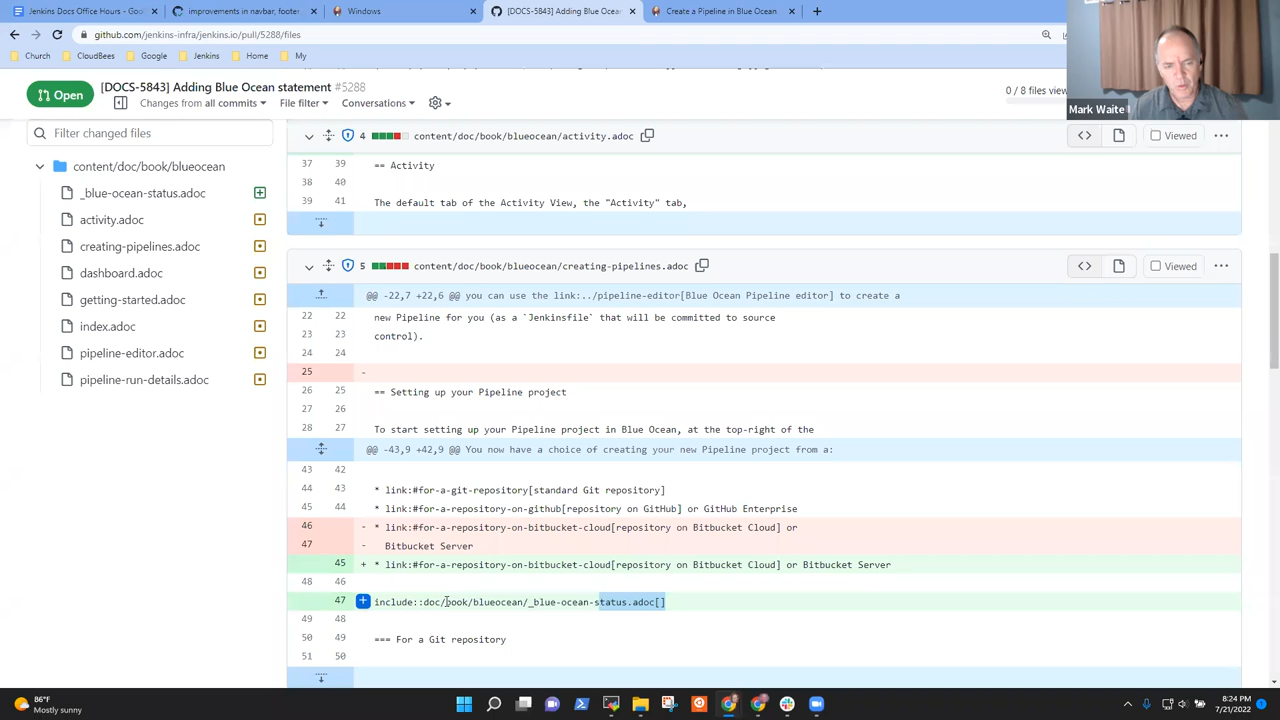 Jenkins Docs Office Hours - Goo
improvements in navbar, footer
Windows
[DOCS-5843] Adding Blue Ocean
Create a Pipeline in Blue Ocean
github.com/jenkins-infra/jenkins.io/pull/5288/files
Church
CloudBees
Google
Jenkins
Home
My
Open
[DOCS-5843] Adding Blue Ocean statement #5288
Changes from all commits
File filter
Conversations
0 / 8 files view
Mark Waite
Filter changed files
content/doc/book/blueocean
_blue-ocean-status.adoc
activity.adoc
creating-pipelines.adoc
dashboard.adoc
getting-started.adoc
index.adoc
pipeline-editor.adoc
pipeline-run-details.adoc
4 content/doc/book/blueocean/activity.adoc
Viewed
37 39 == Activity
38 40
39 41 The default tab of the Activity View, the "Activity" tab,
5 content/doc/book/blueocean/creating-pipelines.adoc
Viewed
@@ -22,7 +22,6 @@ you can use the link:../pipeline-editor[Blue Ocean Pipeline editor] to create a
22 22 new Pipeline for you (as a `Jenkinsfile` that will be committed to source
23 23 control).
24 24
25 -
26 25 == Setting up your Pipeline project
27 26
28 27 To start setting up your Pipeline project in Blue Ocean, at the top-right of the
@@ -43,9 +42,9 @@ You now have a choice of creating your new Pipeline project from a:
43 42
44 43 * link:#for-a-git-repository[standard Git repository]
45 44 * link:#for-a-repository-on-github[repository on GitHub] or GitHub Enterprise
46 - * link:#for-a-repository-on-bitbucket-cloud[repository on Bitbucket Cloud] or
47 - Bitbucket Server
45 + * link:#for-a-repository-on-bitbucket-cloud[repository on Bitbucket Cloud] or Bitbucket Server
48 46
47 + include::doc/book/blueocean/_blue-ocean-status.adoc[]
49 48
50 49 === For a Git repository
51 50
86°F
Mostly sunny
8:24 PM
7/21/2022